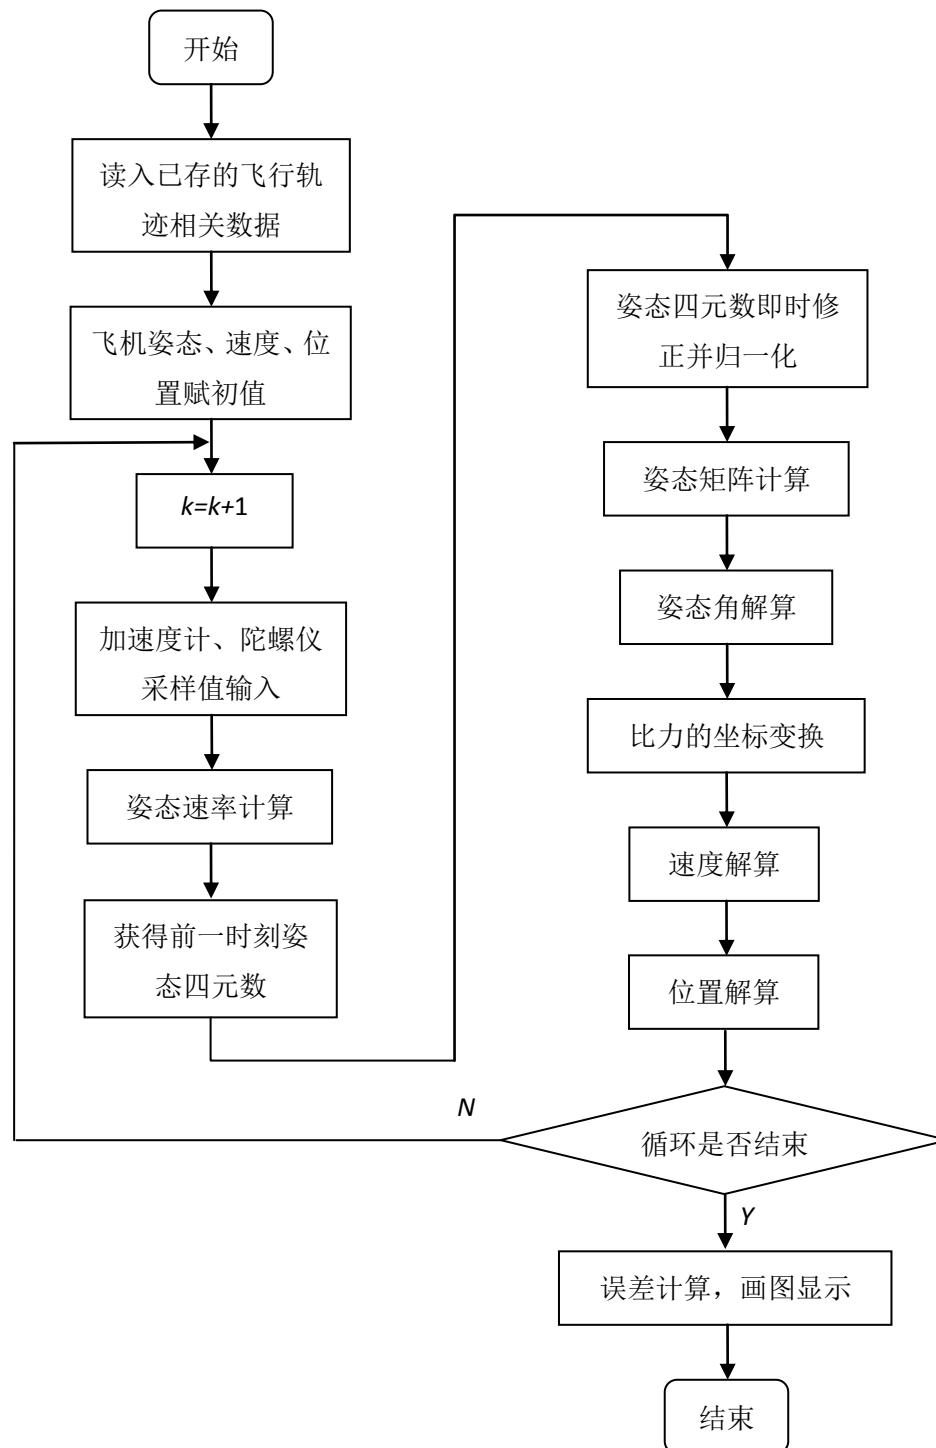 开始
读入已存的飞行轨
迹相关数据
飞机姿态、速度、位
置赋初值
k=k+1
加速度计、陀螺仪
采样值输入
姿态速率计算
获得前一时刻姿
态四元数
姿态四元数即时修
正并归一化
姿态矩阵计算
姿态角解算
比力的坐标变换
速度解算
位置解算
循环是否结束
N
Y
误差计算，画图显示
结束